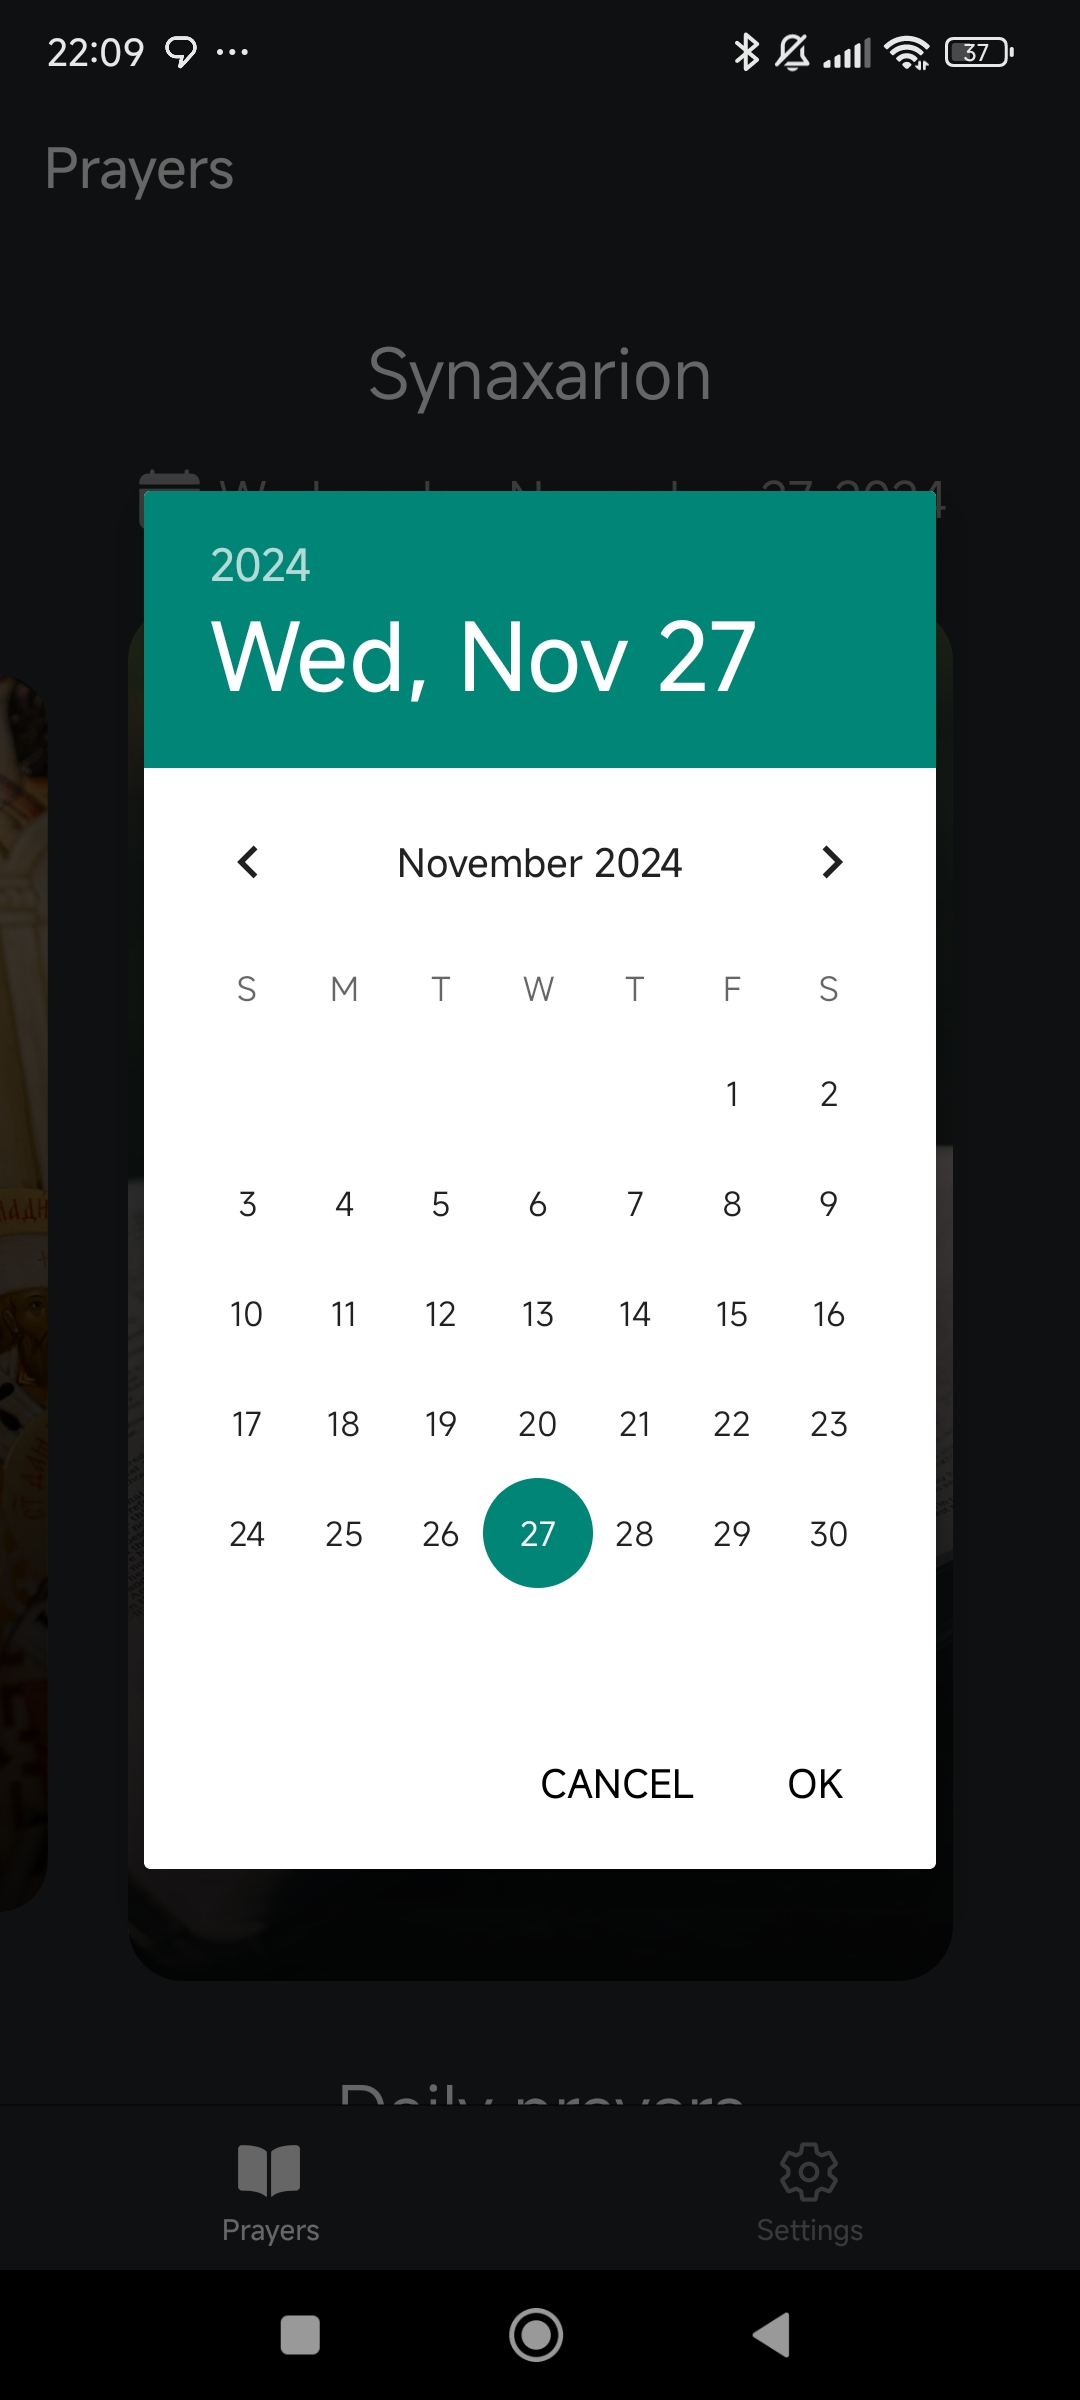 22:09
37
Prayers
Synaxarion
2024
Wed, Nov 27
November 2024
S M T W T F S
1 2
3 4 5 6 7 8 9
10 11 12 13 14 15 16
17 18 19 20 21 22 23
24 25 26 27 28 29 30
CANCEL OK
Daily prayers
Prayers Settings